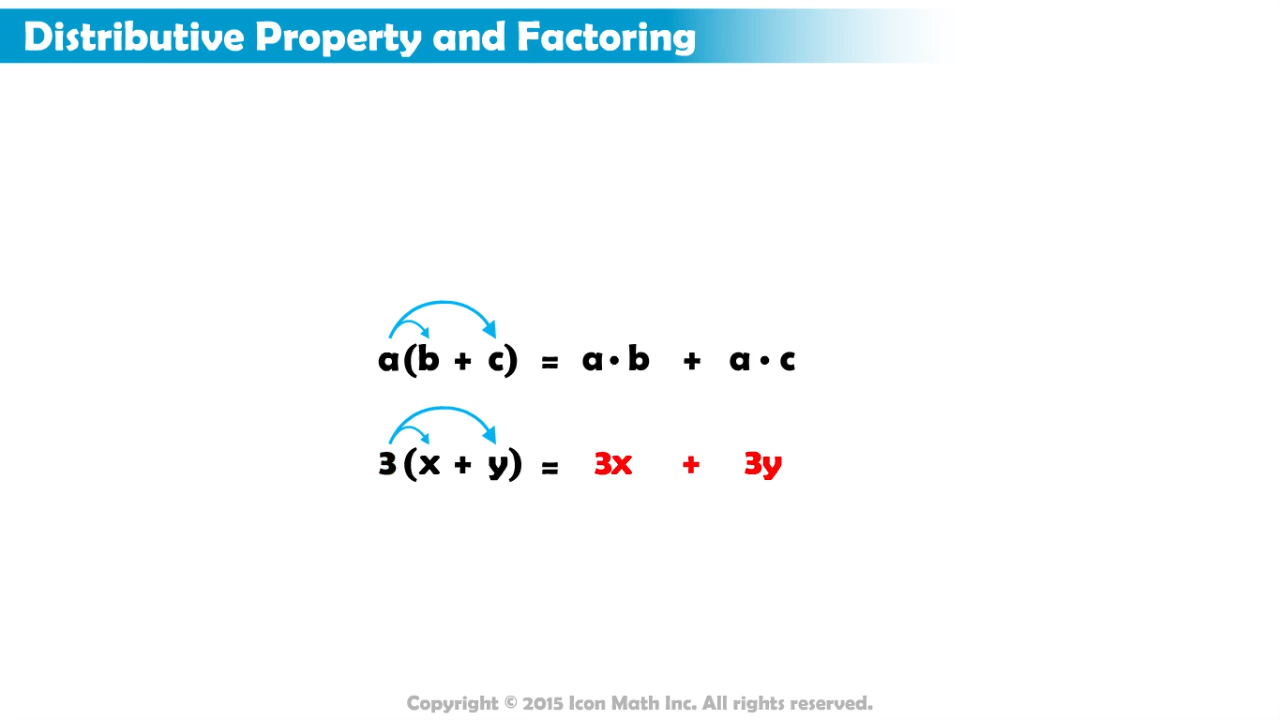 Distributive Property and Factoring
a(b + c) = a • b + a • c
3(x + y) = 3x + 3y
Copyright © 2015 Icon Math Inc. All rights reserved.